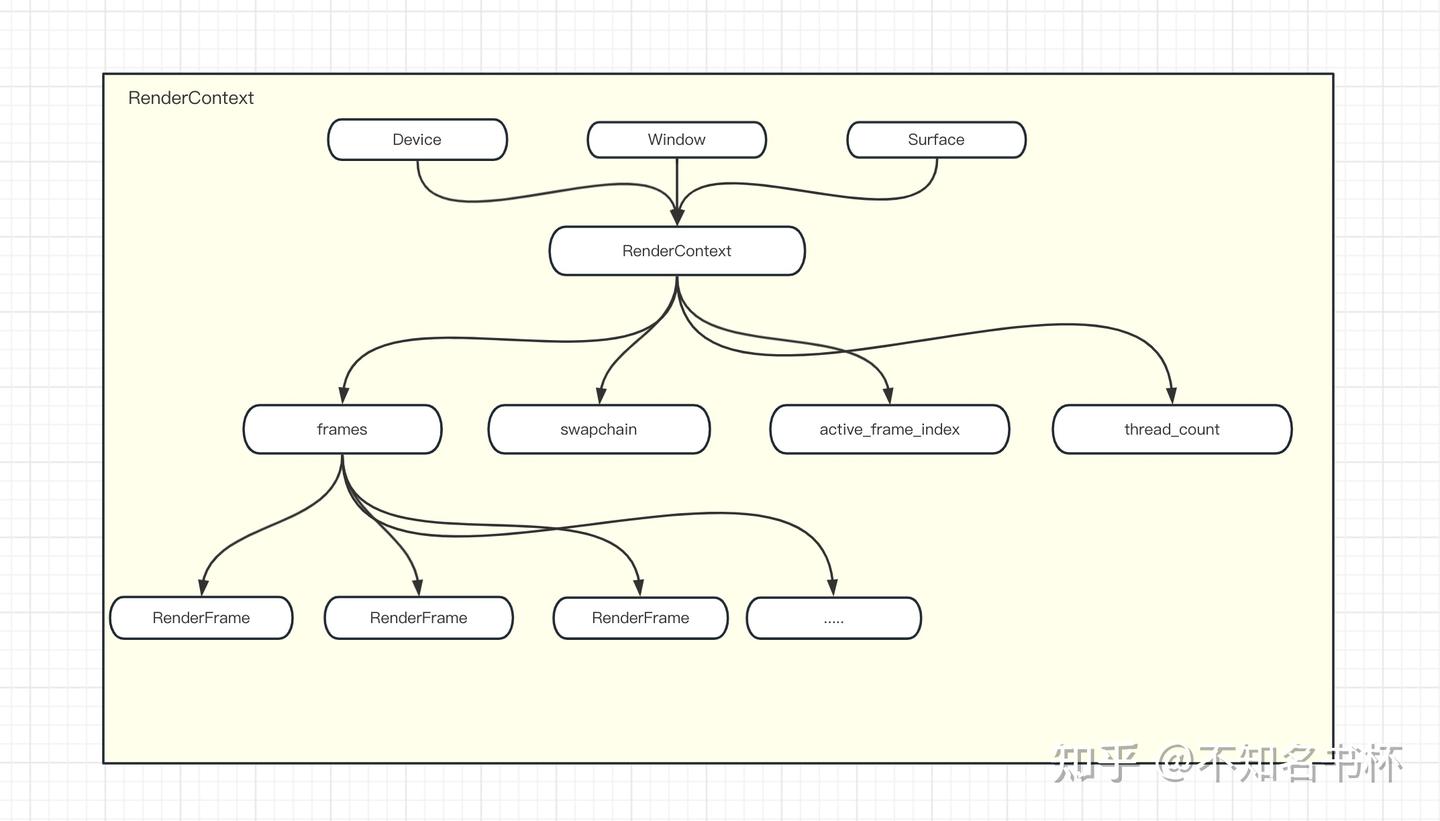 RenderContext
Device
Window
Surface
RenderContext
frames
swapchain
active_frame_index
thread_count
RenderFrame
RenderFrame
RenderFrame
.....
知乎 @不知名书杯